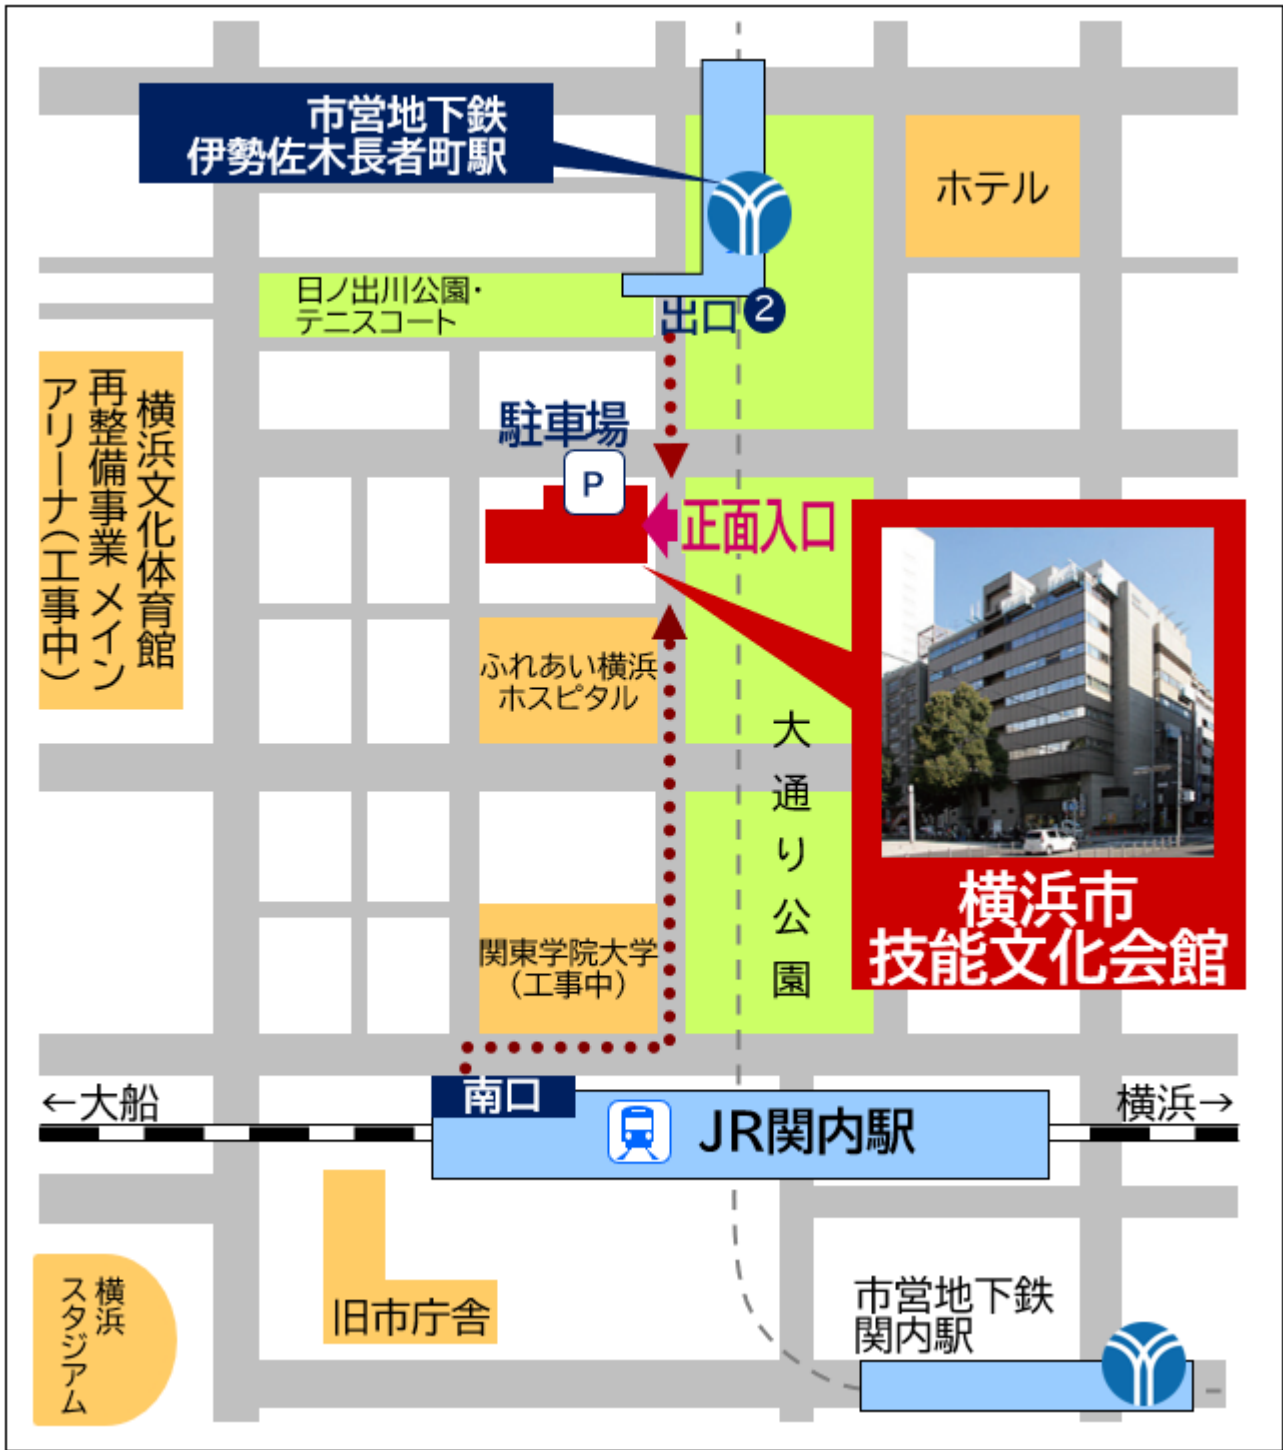 市営地下鉄
伊勢佐木長者町駅
ホテル
日ノ出川公園・
テニスコート
出口2
横浜文化体育館
再整備事業 メイン
アリーナ(工事中)
駐車場
P
正面入口
ふれあい横浜
ホスピタル
大通り公園
横浜市
技能文化会館
関東学院大学
(工事中)
南口
←大船
JR関内駅
横浜→
旧市庁舎
横浜
スタジアム
市営地下鉄
関内駅